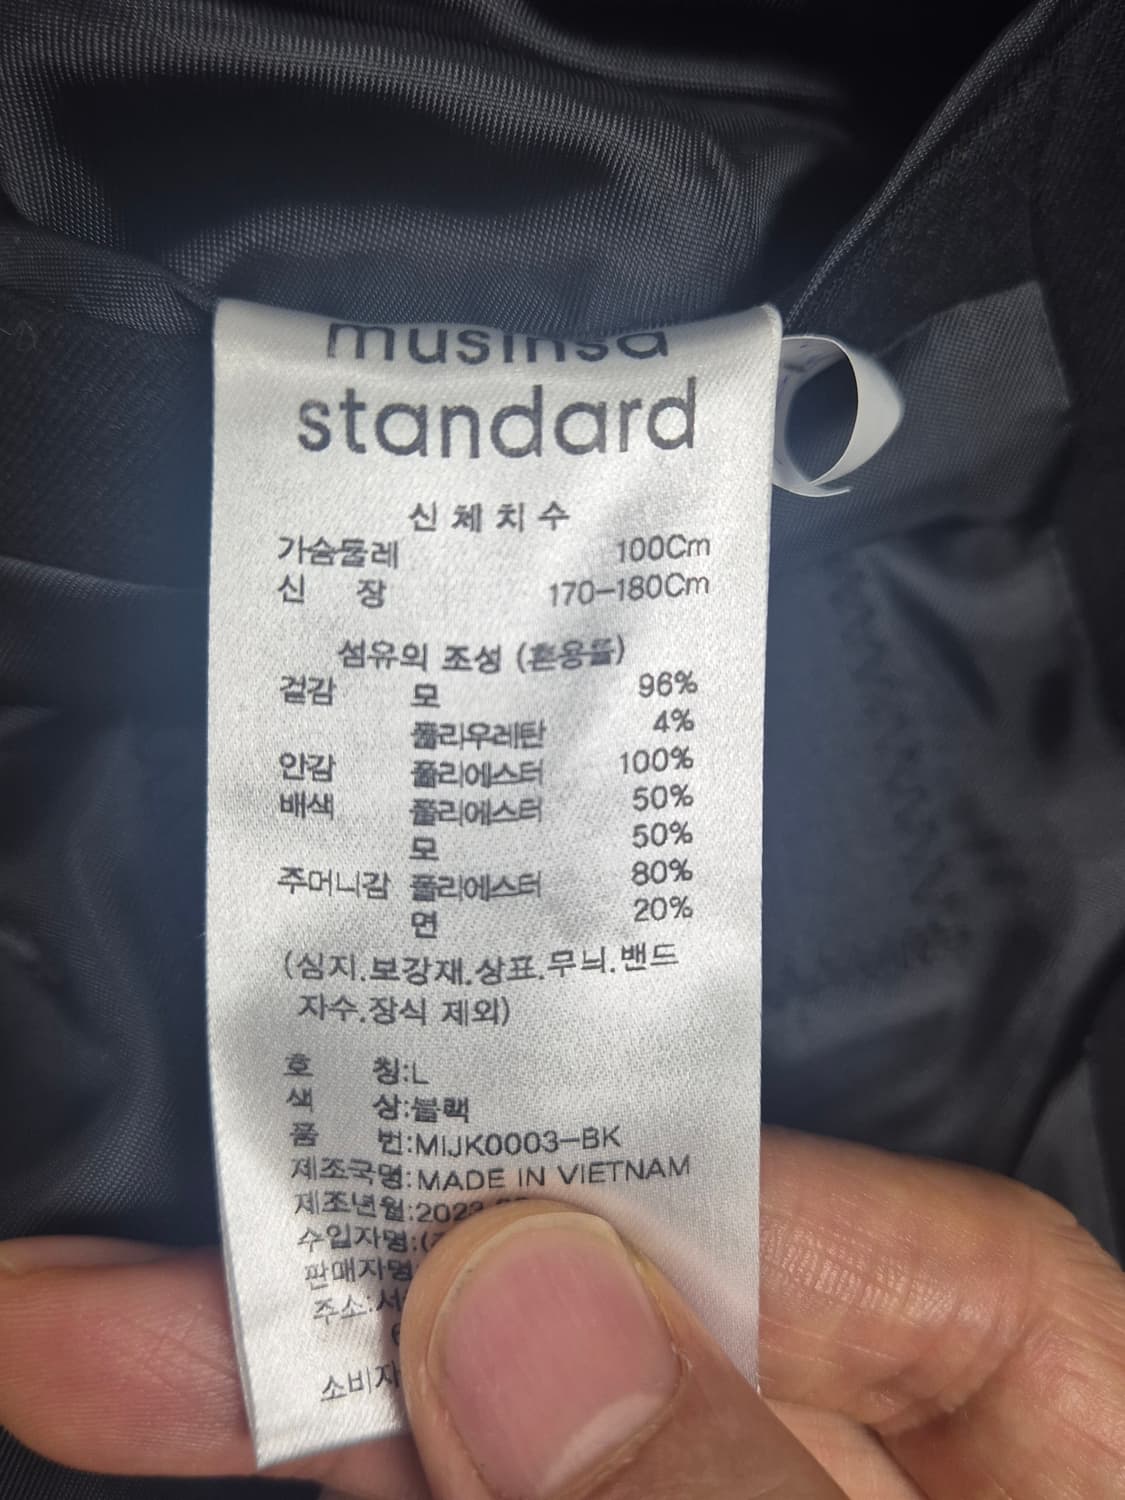 musinsa
standard
신체치수
가슴둘레 100Cm
신 장 170-180Cm
섬유의 조성 (혼용률)
겉감 모 96%
폴리우레탄 4%
안감 폴리에스터 100%
배색 폴리에스터 50%
모 50%
주머니감 폴리에스터 80%
면 20%
(심지.보강재.상표.무늬.밴드
자수.장식 제외)
호 칭:L
색 상:블랙
품 번:MIJK0003-BK
제조국명:MADE IN VIETNAM
제조년월:2022
수입자명:(
판매자명
주소:서
소비자